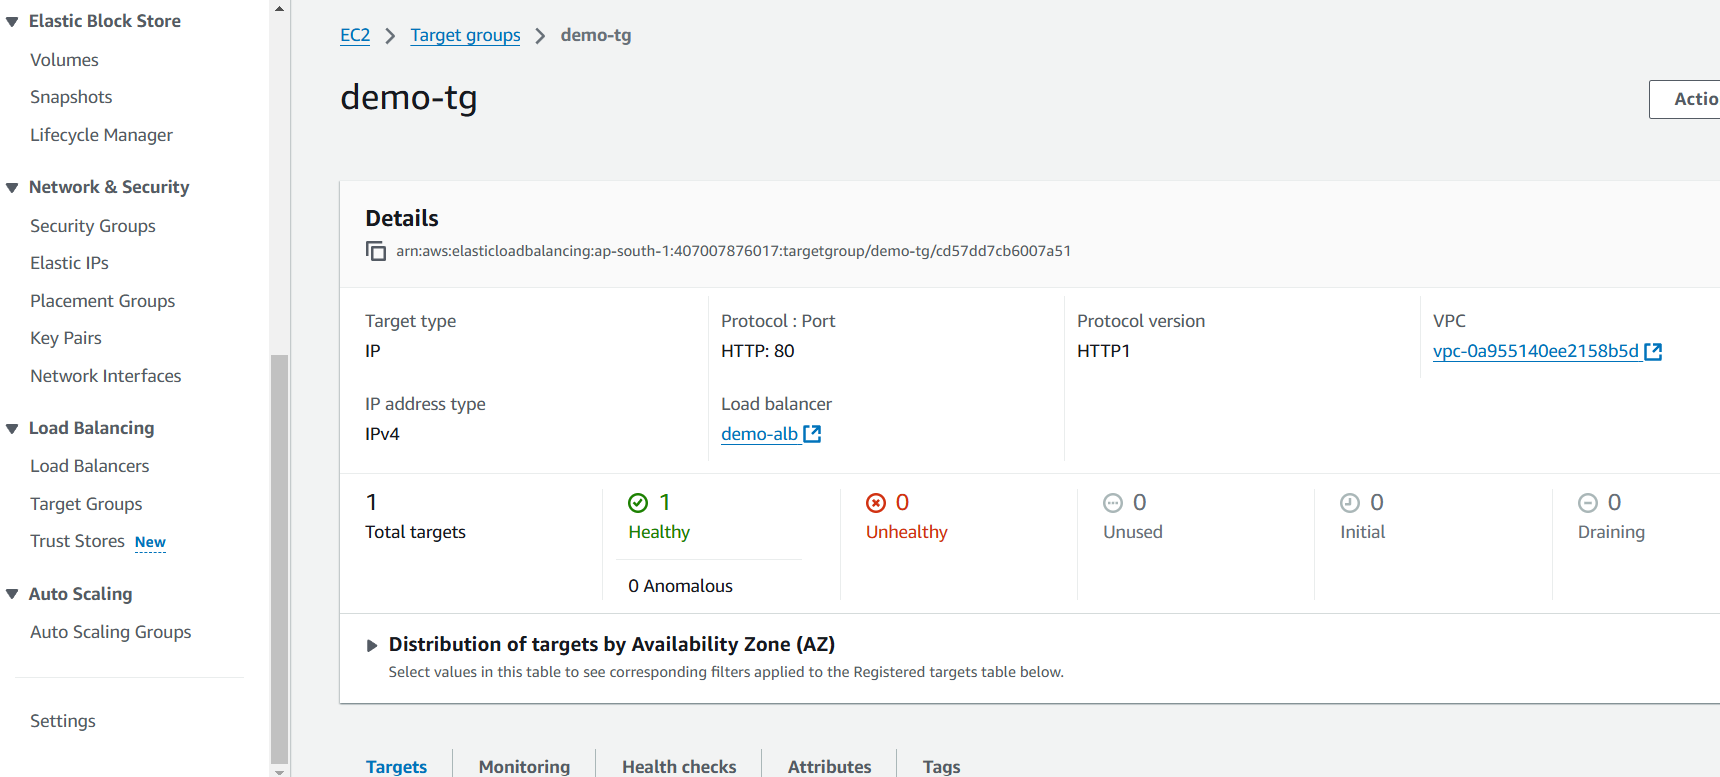 Elastic Block Store
Volumes
Snapshots
Lifecycle Manager
Network & Security
Security Groups
Elastic IPs
Placement Groups
Key Pairs
Network Interfaces
Load Balancing
Load Balancers
Target Groups
Trust Stores New
Auto Scaling
Auto Scaling Groups
Settings
EC2 > Target groups > demo-tg
demo-tg
Actio
Details
arn:aws:elasticloadbalancing:ap-south-1:407007876017:targetgroup/demo-tg/cd57dd7cb6007a51
Target type
IP
Protocol : Port
HTTP: 80
Protocol version
HTTP1
VPC
vpc-0a955140ee2158b5d
IP address type
IPv4
Load balancer
demo-alb
1
Total targets
1
Healthy
0 Anomalous
0
Unhealthy
0
Unused
0
Initial
0
Draining
Distribution of targets by Availability Zone (AZ)
Select values in this table to see corresponding filters applied to the Registered targets table below.
Targets
Monitoring
Health checks
Attributes
Tags